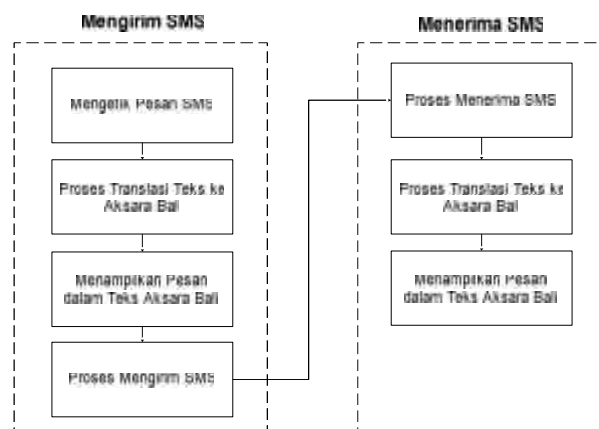 Mengirim SMS
Mengetik Pesan SMS
Proses Translasi Teks ke
Aksara Bali
Menampilkan Pesan
dalam Teks Aksara Bali
Proses Mengirim SMS
Menerima SMS
Proses Menerima SMS
Proses Translasi Teks ke
Aksara Bali
Menampilkan Pesan
dalam Teks Aksara Bali